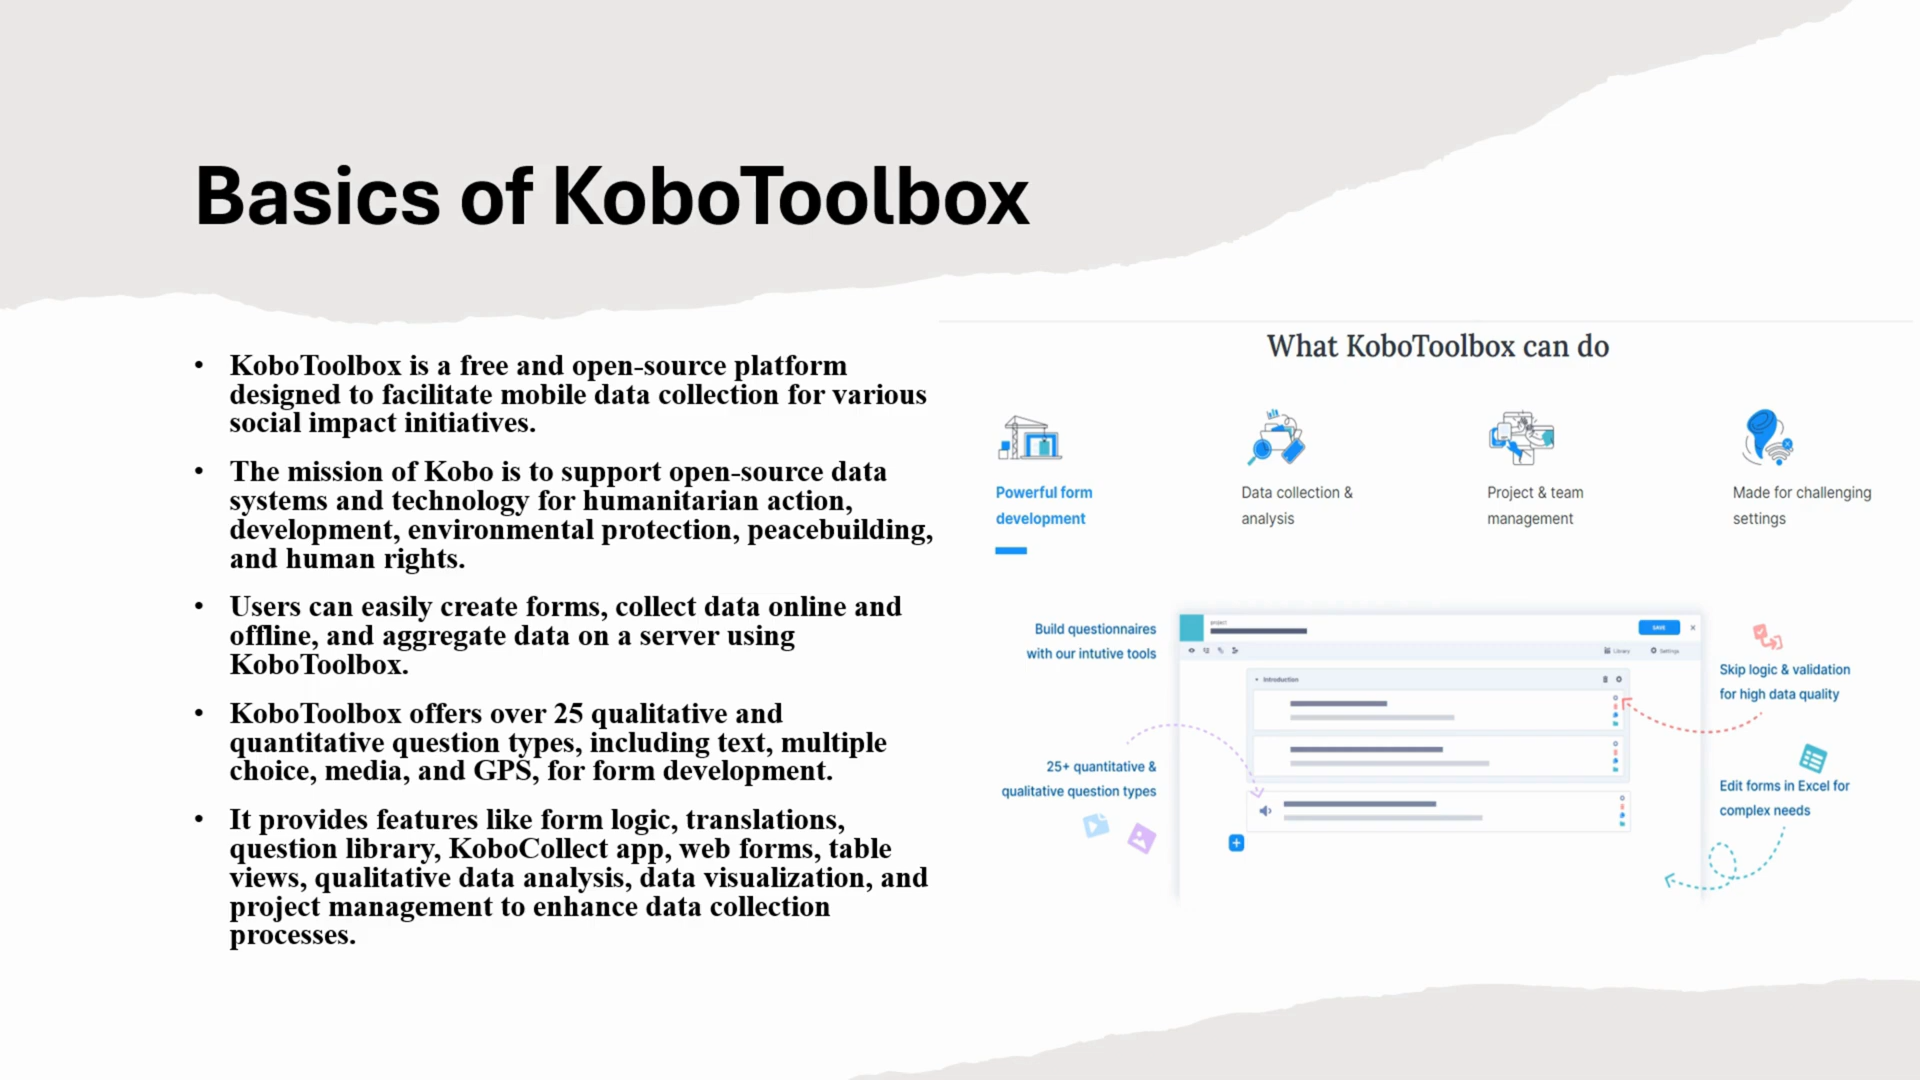 Basics of KoboToolbox
• KoboToolbox is a free and open-source platform
designed to facilitate mobile data collection for various
social impact initiatives.
• The mission of Kobo is to support open-source data
systems and technology for humanitarian action,
development, environmental protection, peacebuilding,
and human rights.
• Users can easily create forms, collect data online and
offline, and aggregate data on a server using
KoboToolbox.
• KoboToolbox offers over 25 qualitative and
quantitative question types, including text, multiple
choice, media, and GPS, for form development.
• It provides features like form logic, translations,
question library, KoboCollect app, web forms, table
views, qualitative data analysis, data visualization, and
project management to enhance data collection
processes.
What KoboToolbox can do
Powerful form
development
Data collection &
analysis
Project & team
management
Made for challenging
settings
Build questionnaires
with our intutive tools
25+ quantitative &
qualitative question types
project
SAVE
Library
Settings
Introduction
Skip logic & validation
for high data quality
Edit forms in Excel for
complex needs